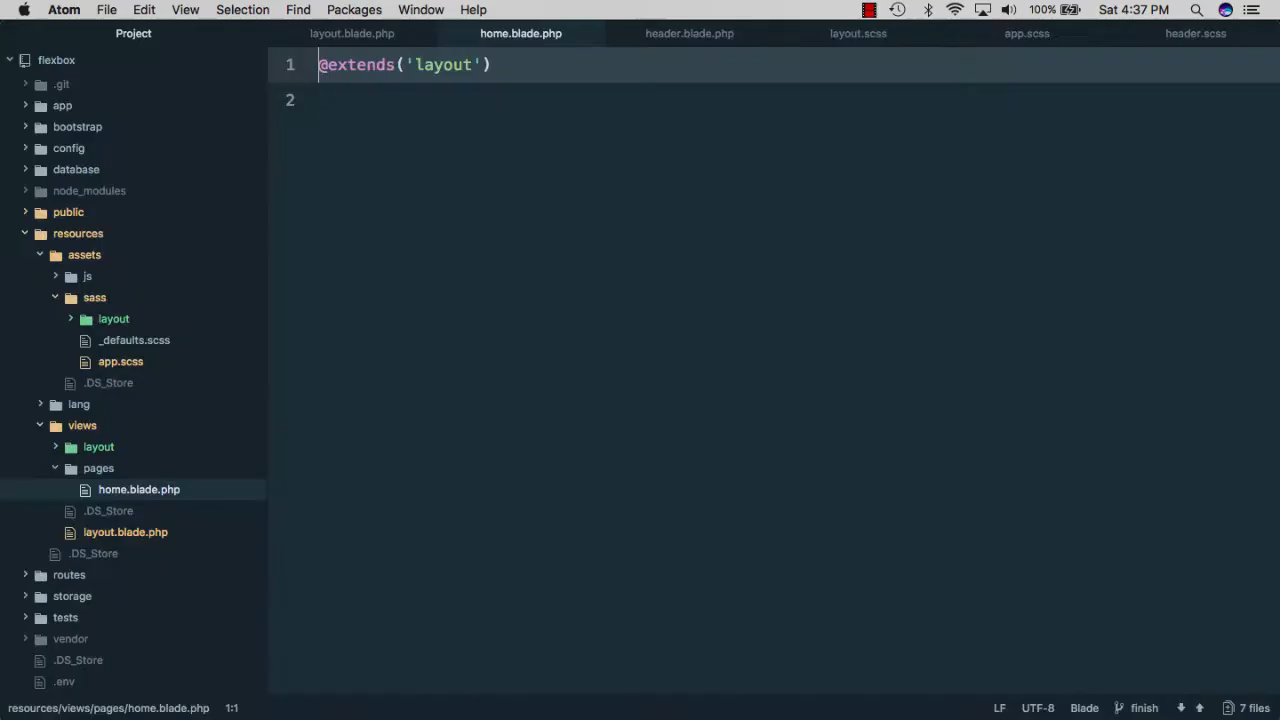 Atom File Edit View Selection Find Packages Window Help 100% Sat 4:37 PM
Project
layout.blade.php home.blade.php header.blade.php layout.scss app.scss header.scss
flexbox
.git
app
bootstrap
config
database
node_modules
public
resources
assets
js
sass
layout
_defaults.scss
app.scss
.DS_Store
lang
views
layout
pages
home.blade.php
.DS_Store
layout.blade.php
.DS_Store
routes
storage
tests
vendor
.DS_Store
.env
1 @extends('layout')
2
resources/views/pages/home.blade.php 1:1 LF UTF-8 Blade finish 7 files